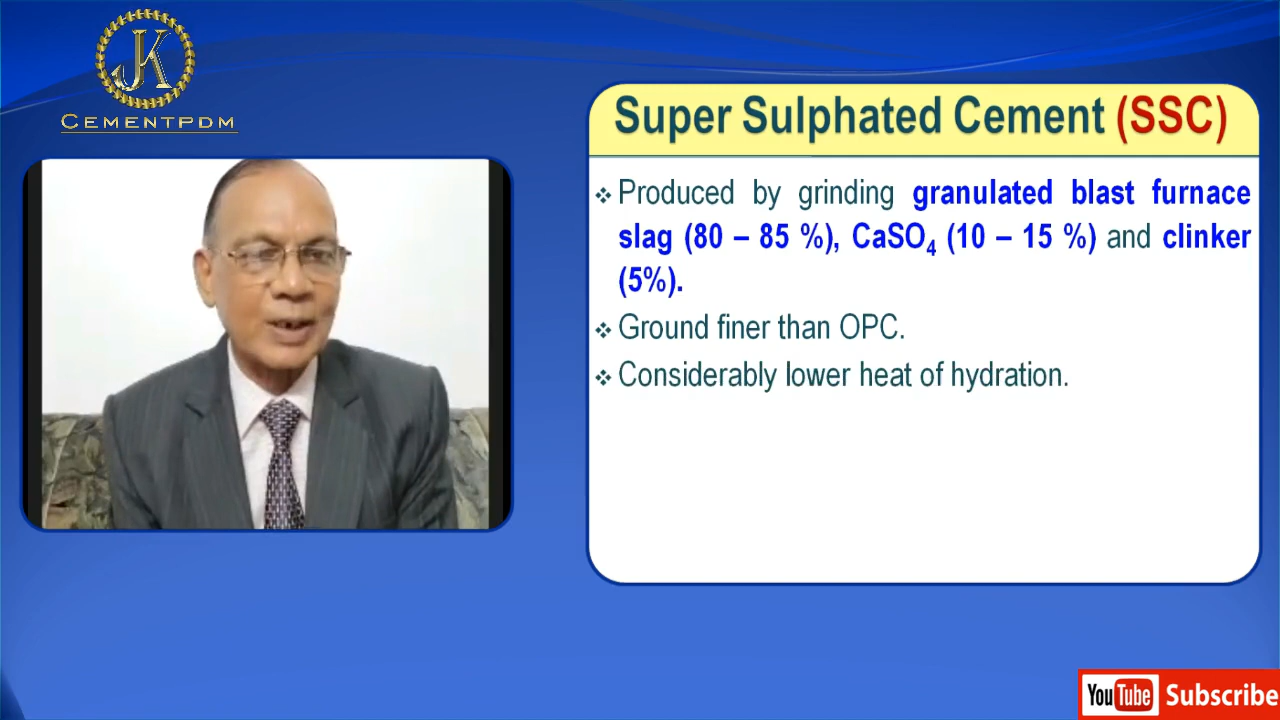 JK
CEMENTPDM
Super Sulphated Cement (SSC)
❖ Produced by grinding granulated blast furnace
slag (80 – 85 %), CaSO₄ (10 – 15 %) and clinker
(5%).
❖ Ground finer than OPC.
❖ Considerably lower heat of hydration.
YouTube Subscribe